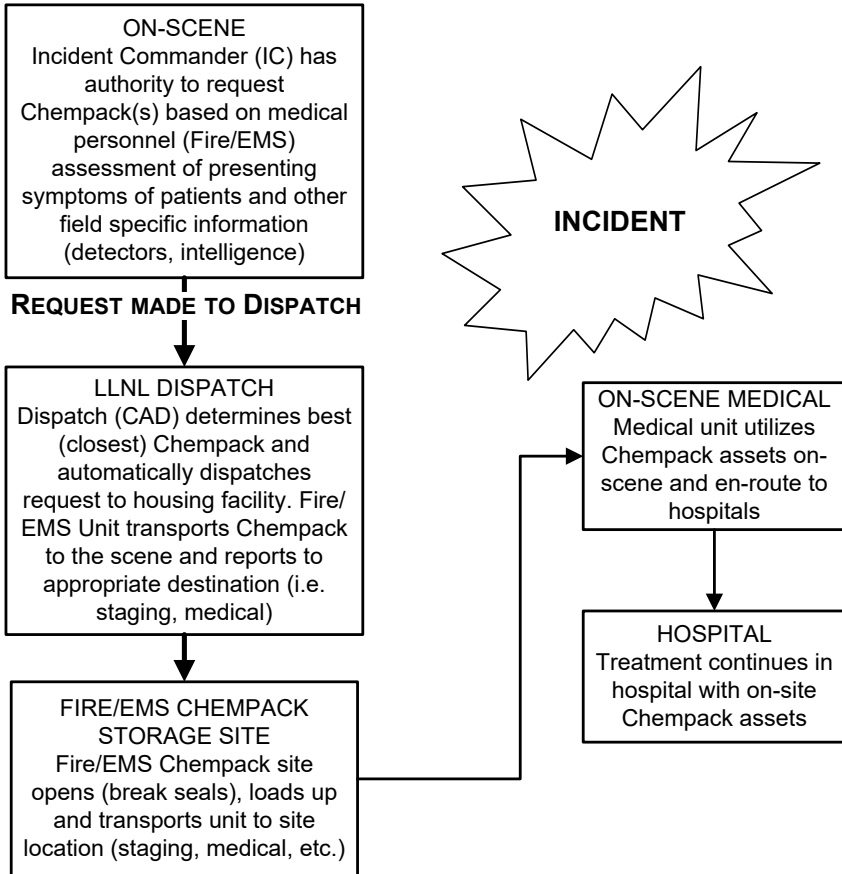 ON-SCENE
Incident Commander (IC) has
authority to request
Chempack(s) based on medical
personnel (Fire/EMS)
assessment of presenting
symptoms of patients and other
field specific information
(detectors, intelligence)
REQUEST MADE TO DISPATCH
LLNL DISPATCH
Dispatch (CAD) determines best
(closest) Chempack and
automatically dispatches
request to housing facility. Fire/
EMS Unit transports Chempack
to the scene and reports to
appropriate destination (i.e.
staging, medical)
FIRE/EMS CHEMPACK
STORAGE SITE
Fire/EMS Chempack site
opens (break seals), loads up
and transports unit to site
location (staging, medical, etc.)
INCIDENT
ON-SCENE MEDICAL
Medical unit utilizes
Chempack assets on-
scene and en-route to
hospitals
HOSPITAL
Treatment continues in
hospital with on-site
Chempack assets